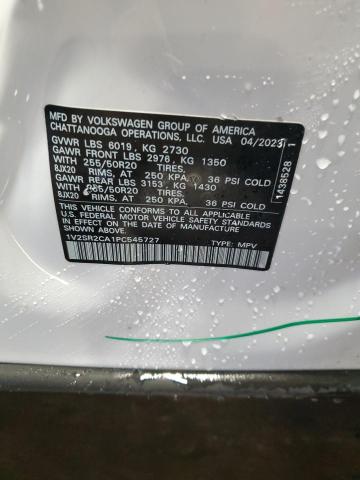 MFD BY VOLKSWAGEN GROUP OF AMERICA
CHATTANOOGA OPERATIONS, LLC. USA 04/2023
GVWR LBS 6019, KG 2730
GAWR FRONT LBS 2976, KG 1350
WITH 255/50R20 TIRES,
8JX20 RIMS, AT 250 KPA, 36 PSI COLD
GAWR REAR LBS 3153, KG 1430
WITH 255/50R20 TIRES,
8JX20 RIMS, AT 250 KPA, 36 PSI COLD
THIS VEHICLE CONFORMS TO ALL APPLICABLE
U.S. FEDERAL MOTOR VEHICLE SAFETY STANDARDS
IN EFFECT ON THE DATE OF MANUFACTURE
SHOWN ABOVE.
1V2SR2CA1PC545727 TYPE: MPV
1438528 1